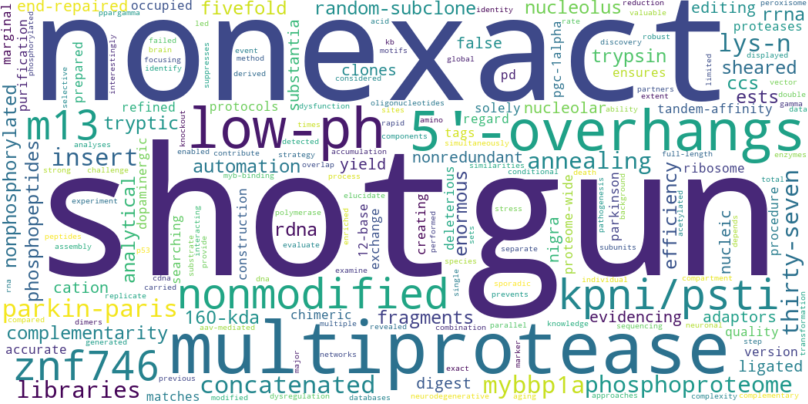 end-repaired occupied fivefold random-subclone nucleolus rrna editing
marginal phosphorylated ppargamma led failed brain focusing interestingly event method derived suppresses selective prepared identify
nonexact
purification substantia clones false pd pgc-1alpha identity kb motifs global acid considered
trypsin ensures proteases lys-n sheared reduction valuable peroxisome
rate robust discovery displayed partners extent limited vector double gamma data enzymes
nonphosphorylated m13 refined protocols tryptic low-ph solely regard tags
5'-overhangs
ccs ests tandem-affinity oligonucleotides amino sites rapid components simultaneously ability
insert automation yield nonredundant annealing ribosome
analyses enabled contribute strategy overlap process accumulation detected times dysfunction knockout myb-binding similarities full-length conditional death
phosphopeptides analytical dopaminergic strong challenge experiment peptides assembly p53
shotgun
rdna polymerase evaluate examine construction 12-base exchange creating performed elucidate enriched
deleterious enormous stress separate species sets single sporadic prevents
nigra proteome-wide parkinson pathogenesis background subunits efficiency nucleic acetylated total depends procedure
thirty-seven
searching substrate interacting provide cation cdna carried dna replicate
rna compared dimers
parkin-paris nonmodified kpni/psti
160-kda chimeric fragments evidencing adaptors
complementarity aav-mediated multiple revealed combination parallel knowledge sequencing individual neuronal compartment step quality
accurate generated znf746 multiprotease version ligated
matches networks major marker exact
libraries concatenated digest mybbp1a phosphoproteome
previous modified dysregulation databases neurodegenerative aging approaches complexity complementary transformation